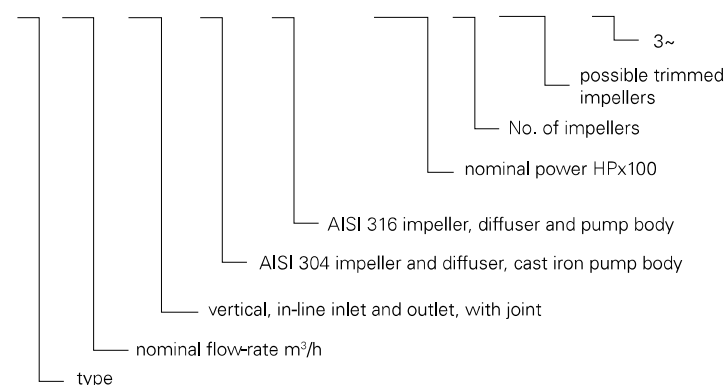 3~
possible trimmed
impellers
No. of impellers
nominal power HPx100
AISI 316 impeller, diffuser and pump body
AISI 304 impeller and diffuser, cast iron pump body
vertical, in-line inlet and outlet, with joint
nominal flow-rate m³/h
type